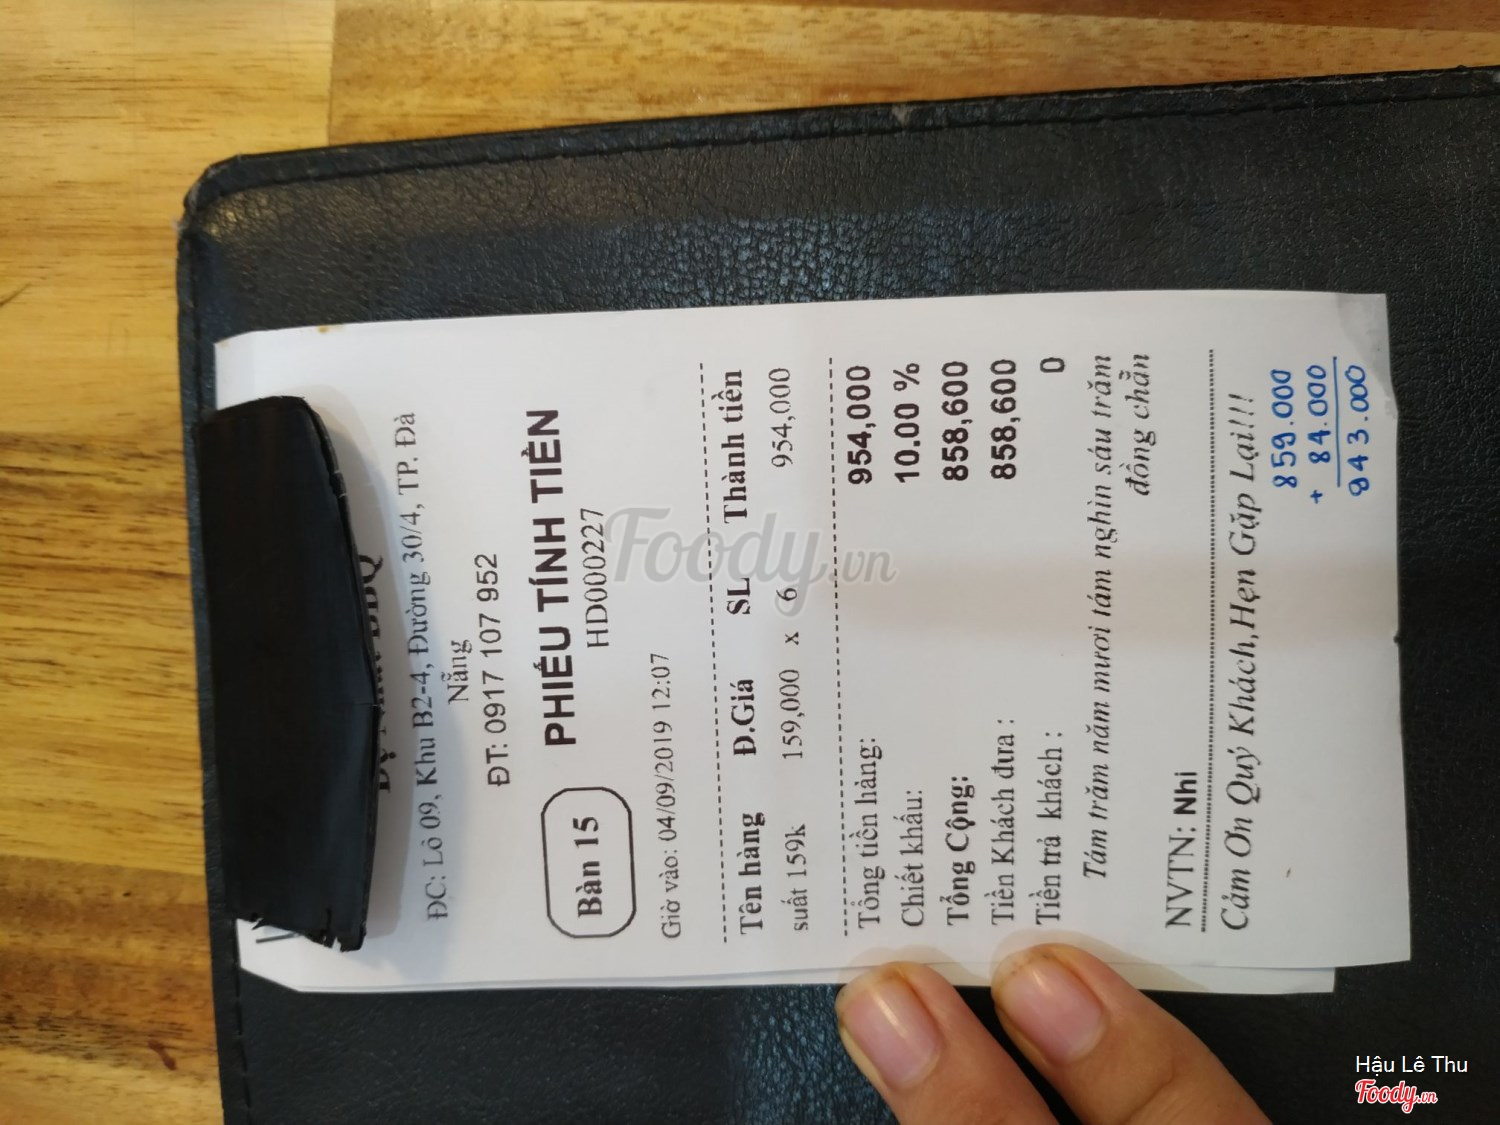 ĐC: Lô 09, Khu B2-4, Đường 30/4, TP. Đà
Nẵng
ĐT: 0917 107 952
PHIẾU TÍNH TIỀN
Bàn 15
HD000227
Giờ vào: 04/09/2019 12:07
Tên hàng Đ.Giá SL Thành tiền
suất 159k 159,000 x 6 954,000
Tổng tiền hàng: 954,000
Chiết khấu: 10.00 %
Tổng Cộng: 858,600
Tiền Khách đưa : 858,600
Tiền trả khách : 0
Tám trăm năm mươi tám nghìn sáu trăm
đồng chẵn
NVTN: Nhi
Cảm Ơn Quý Khách,Hẹn Gặp Lại!!!
859.000
+ 84.000
943.000
Foody.vn
Hậu Lê Thu
Foody.vn